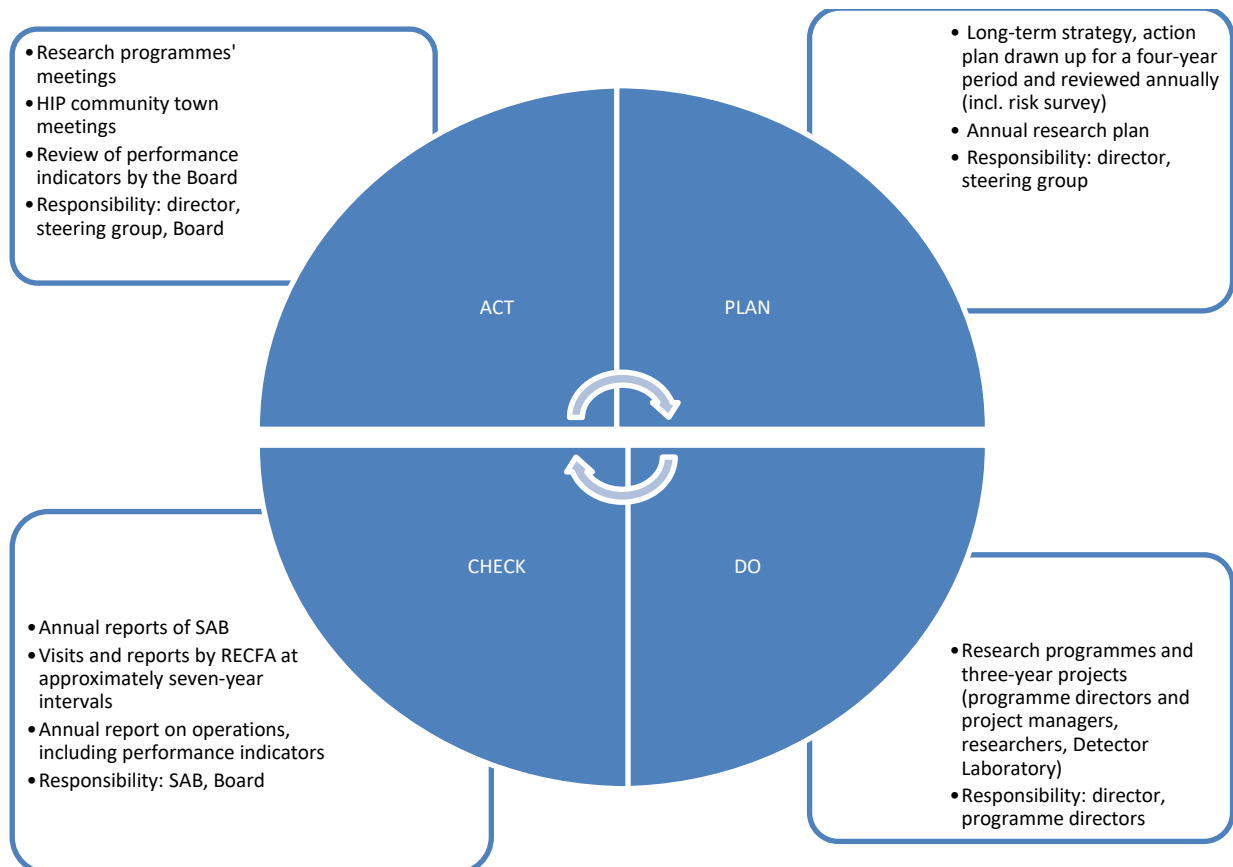 •Research programmes'
meetings
•HIP community town
meetings
•Review of performance
indicators by the Board
•Responsibility: director,
steering group, Board
• Long-term strategy, action
plan drawn up for a four-year
period and reviewed annually
(incl. risk survey)
• Annual research plan
• Responsibility: director,
steering group
ACT
PLAN
CHECK
DO
•Annual reports of SAB
•Visits and reports by RECFA at
approximately seven-year
intervals
•Annual report on operations,
including performance indicators
•Responsibility: SAB, Board
•Research programmes and
three-year projects
(programme directors and
project managers,
researchers, Detector
Laboratory)
•Responsibility: director,
programme directors